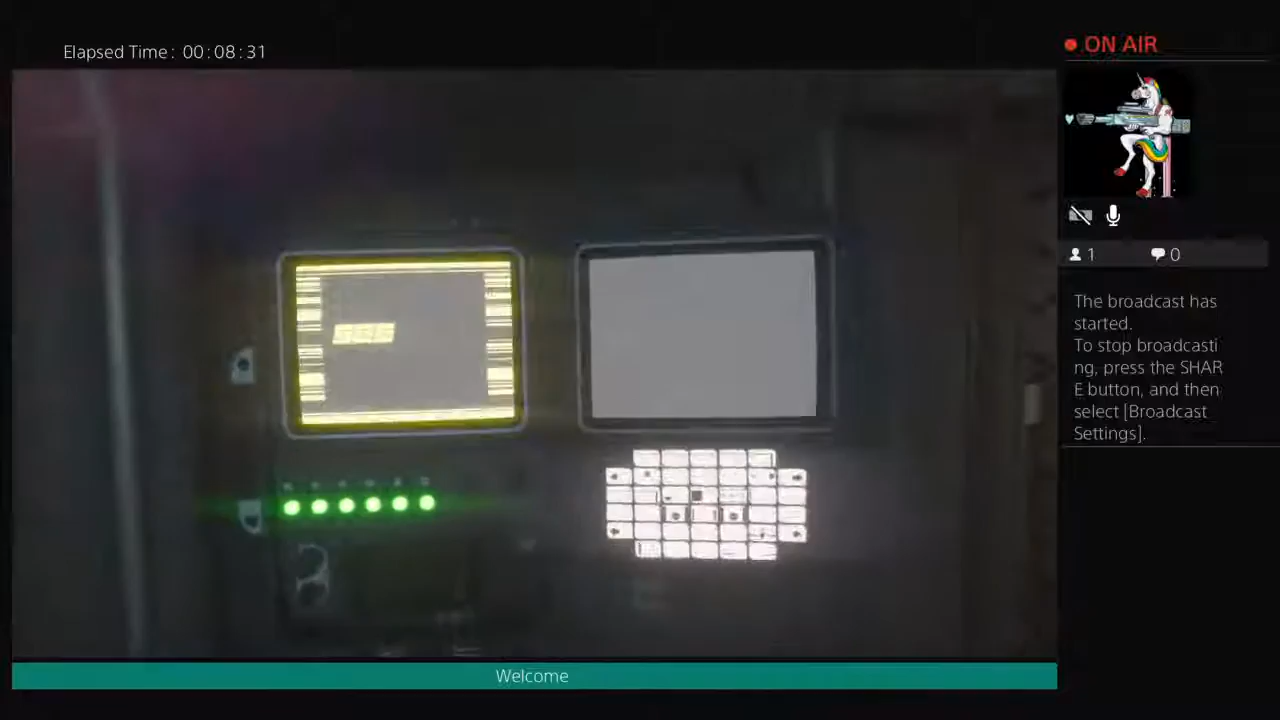 Elapsed Time: 00:08:31
ON AIR
1
0
The broadcast has
started.
To stop broadcasti
ng, press the SHAR
E button, and then
select [Broadcast
Settings].
Welcome